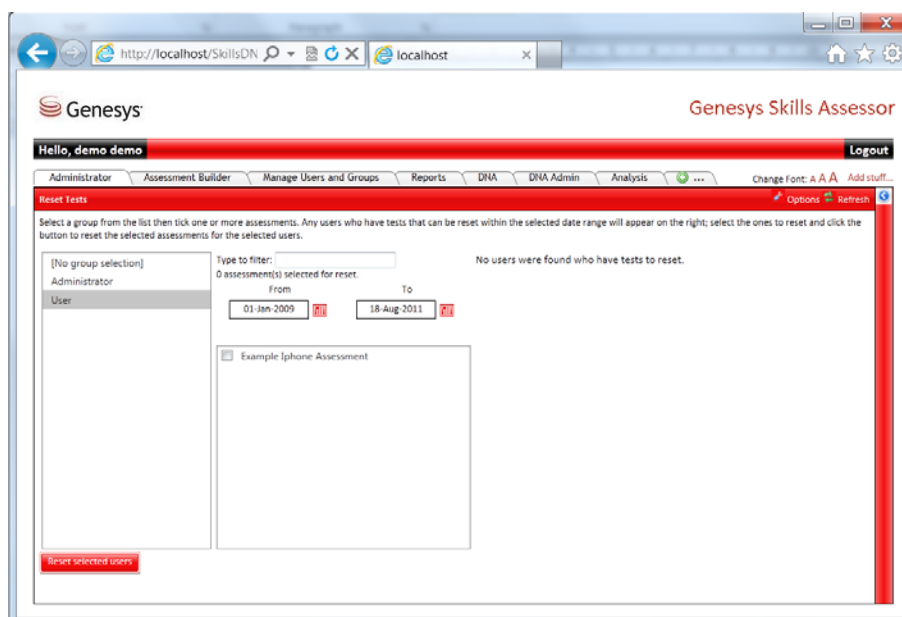 http://localhost/SkillsDN
localhost
Genesys
Genesys Skills Assessor
Hello, demo demo
Logout
Administrator
Assessment Builder
Manage Users and Groups
Reports
DNA
DNA Admin
Analysis
...
Change Font: A A A
Add stuff...
Reset Tests
Options
Refresh
Select a group from the list then tick one or more assessments. Any users who have tests that can be reset within the selected date range will appear on the right; select the ones to reset and click the
button to reset the selected assessments for the selected users.
[No group selection]
Administrator
User
Type to filter:
0 assessment(s) selected for reset.
From
To
01-Jan-2009
18-Aug-2011
Example Iphone Assessment
No users were found who have tests to reset.
Reset selected users